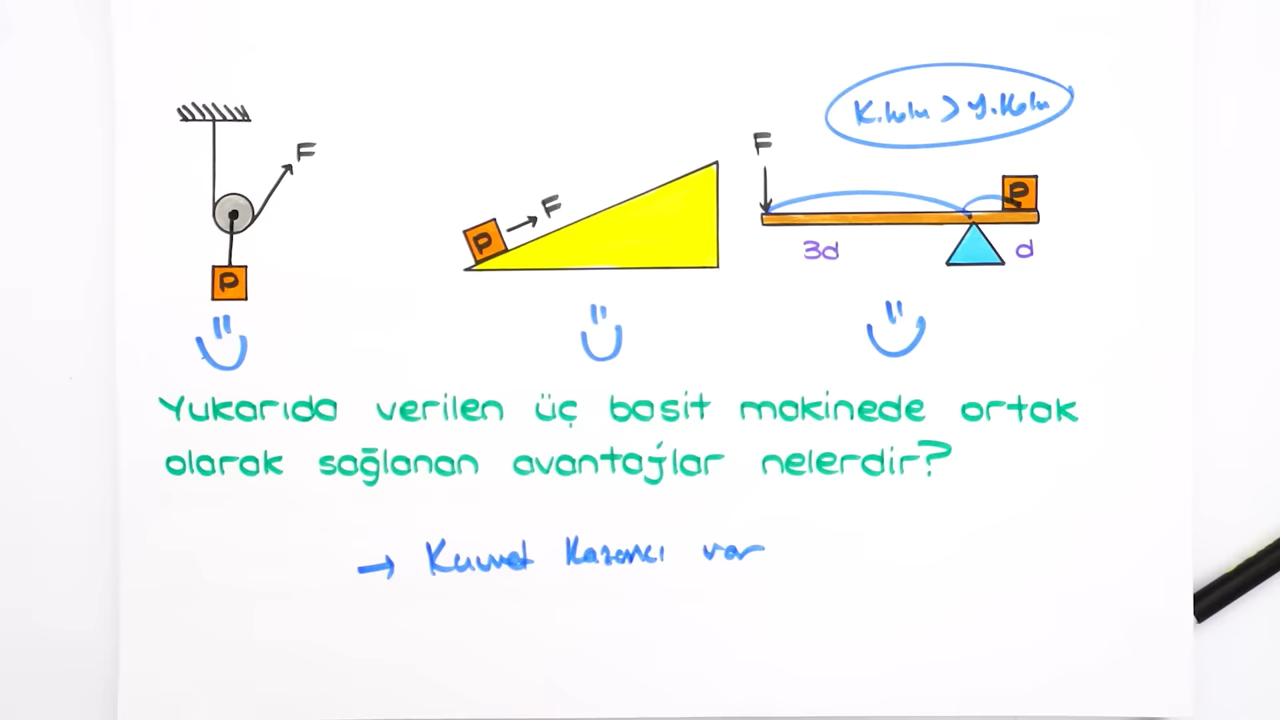 K.kolu > Y.kolu
F
F
F
P
P
P
3d
d
Yukarıda verilen üç basit makinede ortak
olarak sağlanan avantajlar nelerdir?
→ Kuvvet Kazancı var